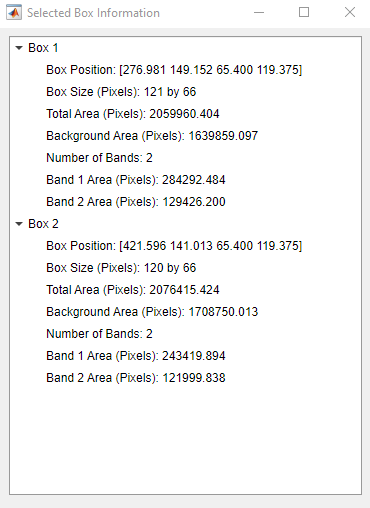 Selected Box Information
Box 1
Box Position: [276.981 149.152 65.400 119.375]
Box Size (Pixels): 121 by 66
Total Area (Pixels): 2059960.404
Background Area (Pixels): 1639859.097
Number of Bands: 2
Band 1 Area (Pixels): 284292.484
Band 2 Area (Pixels): 129426.200
Box 2
Box Position: [421.596 141.013 65.400 119.375]
Box Size (Pixels): 120 by 66
Total Area (Pixels): 2076415.424
Background Area (Pixels): 1708750.013
Number of Bands: 2
Band 1 Area (Pixels): 243419.894
Band 2 Area (Pixels): 121999.838